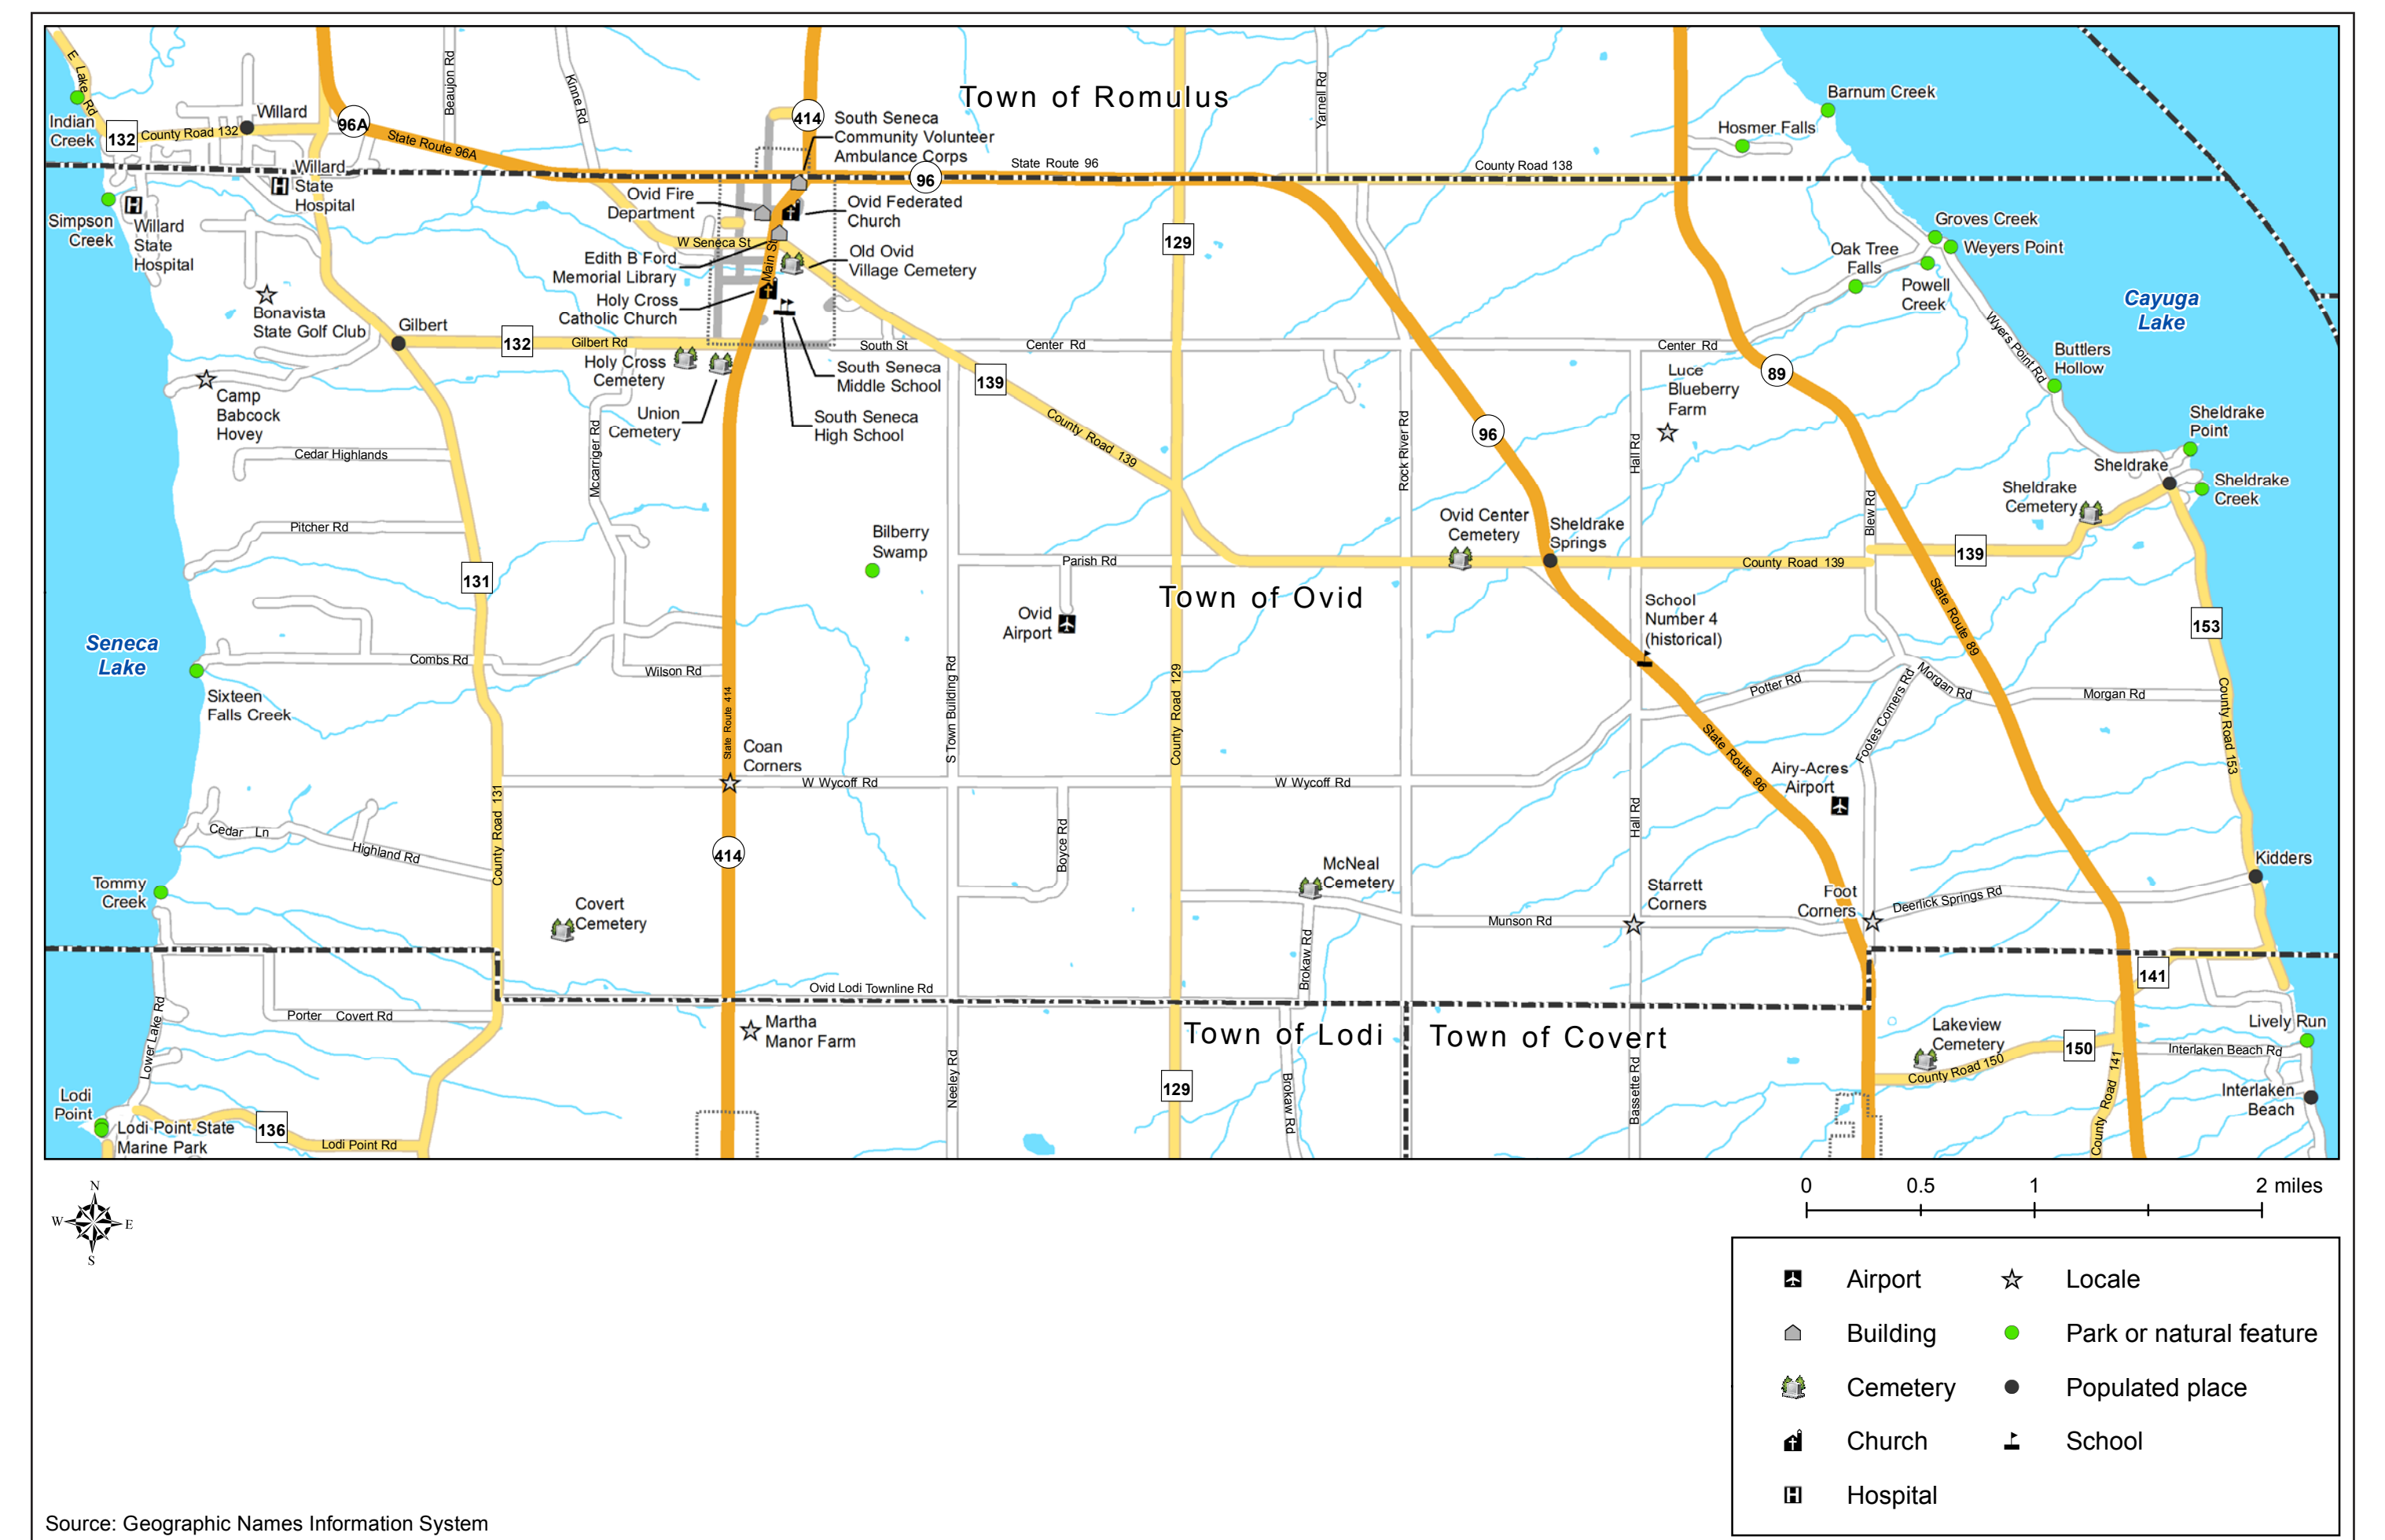 Town of Romulus
E Lake Rd
Indian
Creek
132
County Road 132
Willard
96A
State Route 96A
Beaujon Rd
Kinne Rd
414
South Seneca
Community Volunteer
Ambulance Corps
State Route 96
96
Yarnell Rd
County Road 138
Hosmer Falls
Barnum Creek
Willard
State
Hospital
Simpson
Creek
Willard
State
Hospital
Ovid Fire
Department
Ovid Federated
Church
W Seneca St
Main St
Edith B Ford
Memorial Library
Old Ovid
Village Cemetery
Holy Cross
Catholic Church
129
Groves Creek
Weyers Point
Oak Tree
Falls
Powell
Creek
Cayuga
Lake
Bonavista
State Golf Club
Gilbert
132
Gilbert Rd
Holy Cross
Cemetery
South St
Center Rd
Center Rd
South Seneca
Middle School
139
Union
Cemetery
South Seneca
High School
County Road 139
Camp
Babcock
Hovey
Luce
Blueberry
Farm
89
Wyers Point Rd
Buttlers
Hollow
Sheldrake
Point
Sheldrake
Sheldrake
Creek
Sheldrake
Cemetery
Cedar Highlands
Mccarriger Rd
Rock River Rd
96
Hall Rd
Blew Rd
Pitcher Rd
Bilberry
Swamp
Ovid Center
Cemetery
Sheldrake
Springs
131
Parish Rd
County Road 139
139
Town of Ovid
Ovid
Airport
School
Number 4
(historical)
State Route 89
153
Seneca
Lake
Combs Rd
Wilson Rd
Sixteen
Falls Creek
State Route 414
S Town Building Rd
County Road 129
Potter Rd
Morgan Rd
Morgan Rd
Footes Corners Rd
County Road 153
Coan
Corners
W Wycoff Rd
W Wycoff Rd
State Route 96
Airy-Acres
Airport
Cedar Ln
Highland Rd
County Road 131
414
Boyce Rd
Hall Rd
McNeal
Cemetery
Kidders
Tommy
Creek
Covert
Cemetery
Munson Rd
Starrett
Corners
Foot
Corners
Deerlick Springs Rd
Brokaw Rd
141
Ovid Lodi Townline Rd
Lower Lake Rd
Porter Covert Rd
Martha
Manor Farm
Town of Lodi
Town of Covert
Lakeview
Cemetery
150
County Road 150
Lively Run
Interlaken Beach Rd
Interlaken
Beach
Neeley Rd
129
Brokaw Rd
Bassette Rd
County Road 141
Lodi
Point
Lodi Point State
Marine Park
136
Lodi Point Rd
N
W E
S
0 0.5 1 2 miles
Airport
Locale
Building
Park or natural feature
Cemetery
Populated place
Church
School
H Hospital
Source: Geographic Names Information System